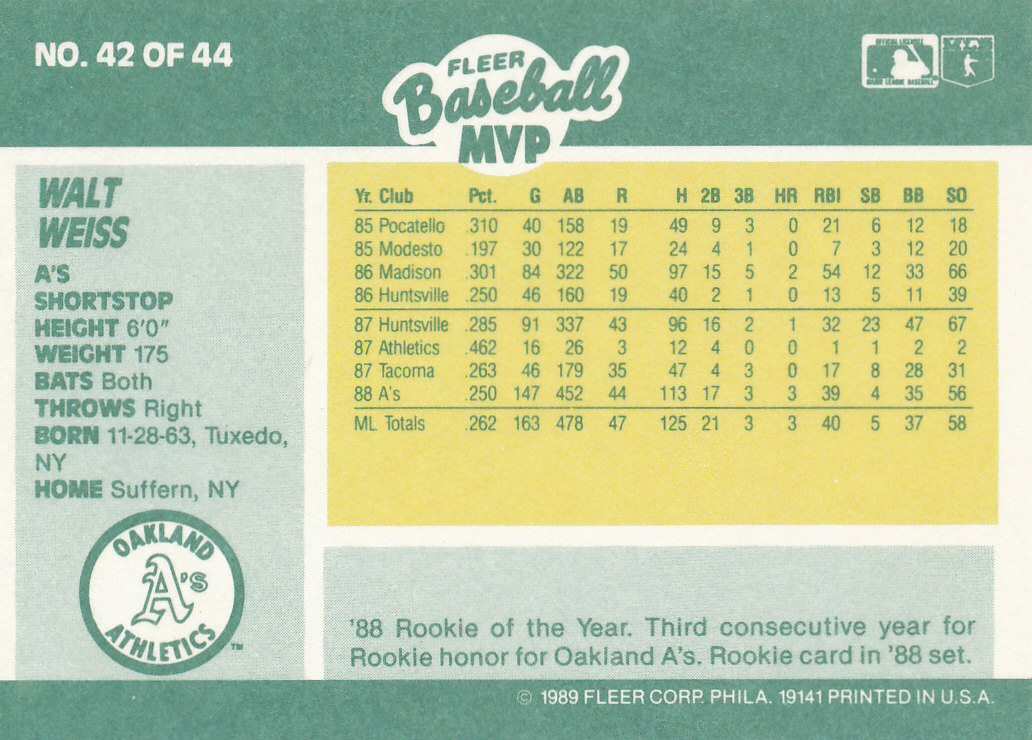 NO. 42 OF 44
FLEER
Baseball
MVP
OFFICIAL LICENSEE
MAJOR LEAGUE BASEBALL
WALT
WEISS
A'S
SHORTSTOP
HEIGHT 6'0"
WEIGHT 175
BATS Both
THROWS Right
BORN 11-28-63, Tuxedo,
NY
HOME Suffern, NY
OAKLAND
A's
ATHLETICS
TM
Yr. Club Pct. G AB R H 2B 3B HR RBI SB BB SO
85 Pocatello .310 40 158 19 49 9 3 0 21 6 12 18
85 Modesto .197 30 122 17 24 4 1 0 7 3 12 20
86 Madison .301 84 322 50 97 15 5 2 54 12 33 66
86 Huntsville .250 46 160 19 40 2 1 0 13 5 11 39
87 Huntsville .285 91 337 43 96 16 2 1 32 23 47 67
87 Athletics .462 16 26 3 12 4 0 0 1 1 2 2
87 Tacoma .263 46 179 35 47 4 3 0 17 8 28 31
88 A's .250 147 452 44 113 17 3 3 39 4 35 56
ML Totals .262 163 478 47 125 21 3 3 40 5 37 58
'88 Rookie of the Year. Third consecutive year for
Rookie honor for Oakland A's. Rookie card in '88 set.
© 1989 FLEER CORP. PHILA. 19141 PRINTED IN U.S.A.